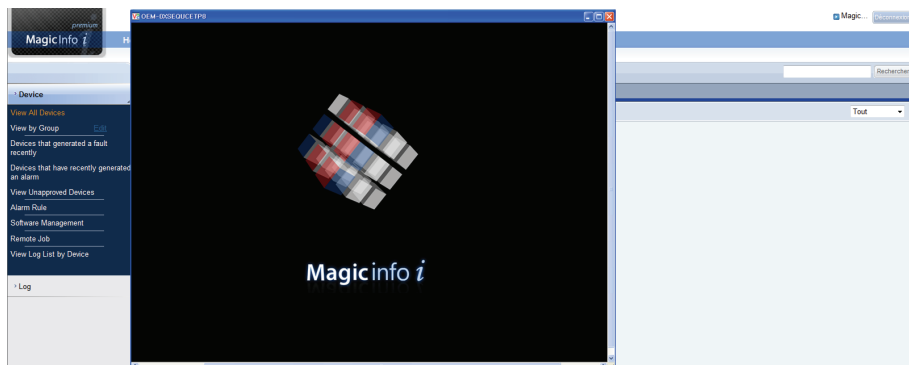 OEM-0XSEQUCETP8
premium
MagicInfo i
H
Magic...
Déconnexion
Rechercher
Device
View All Devices
Tout
View by Group
Edit
Devices that generated a fault
recently
Devices that have recently generated
an alarm
View Unapproved Devices
Alarm Rule
Software Management
Remote Job
View Log List by Device
Magicinfo i
Log